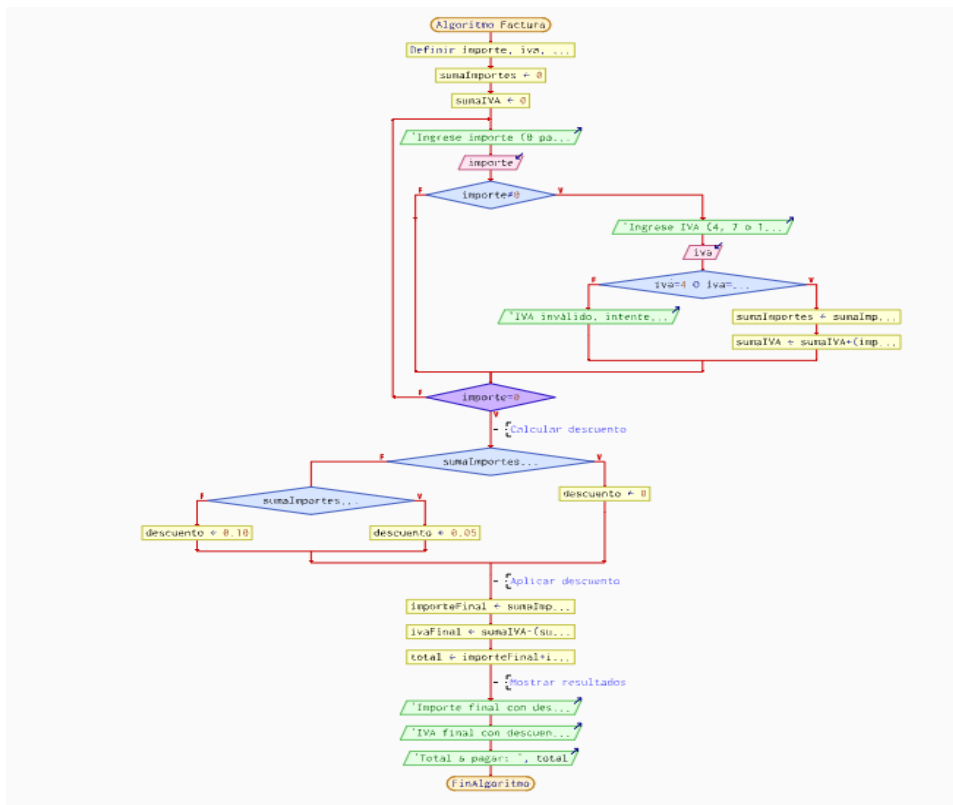 Algoritmo Factura
Definir importe, iva, ...
sumaImportes ← 0
sumaIVA ← 0
'Ingrese importe (0 pa...
importe
F importe≠0 V
'Ingrese IVA (4, 7 o 1...
iva
F iva=4 O iva=... V
'IVA inválido, intente,...
sumaImportes ← sumaImp...
sumaIVA ← sumaIVA+(imp...
F importe=0
V
Calcular descuento
F sumaImportes... V
F sumaImportes... V
descuento ← 0
descuento ← 0.10
descuento ← 0.05
Aplicar descuento
importeFinal ← sumaImp...
ivaFinal ← sumaIVA-(su...
total ← importeFinal+i...
Mostrar resultados
'Importe final con des...
'IVA final con descuen...
'Total a pagar: ', total
FinAlgoritmo